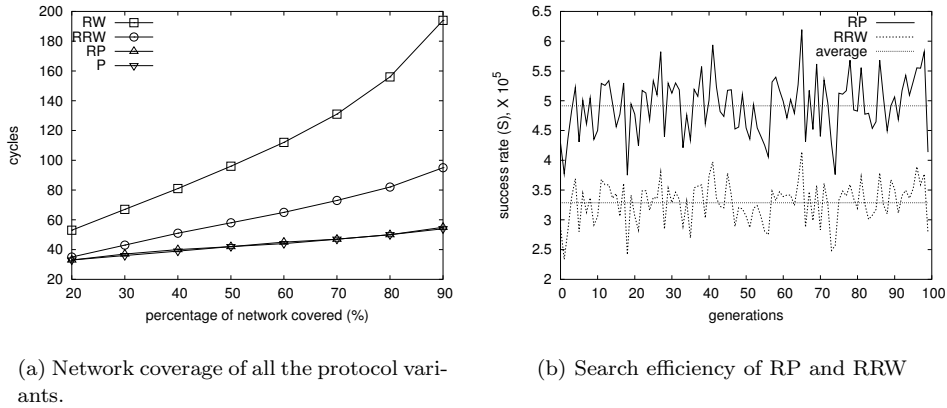 200
180
160
140
120
100
80
60
40
20
cycles
RW
RRW
RP
P
20 30 40 50 60 70 80 90
percentage of network covered (%)
6.5
6
5.5
5
4.5
4
3.5
3
2.5
2
success rate (S), X 10^5
RP
RRW
average
0 10 20 30 40 50 60 70 80 90 100
generations
(a) Network coverage of all the protocol vari-
ants.
(b) Search efficiency of RP and RRW